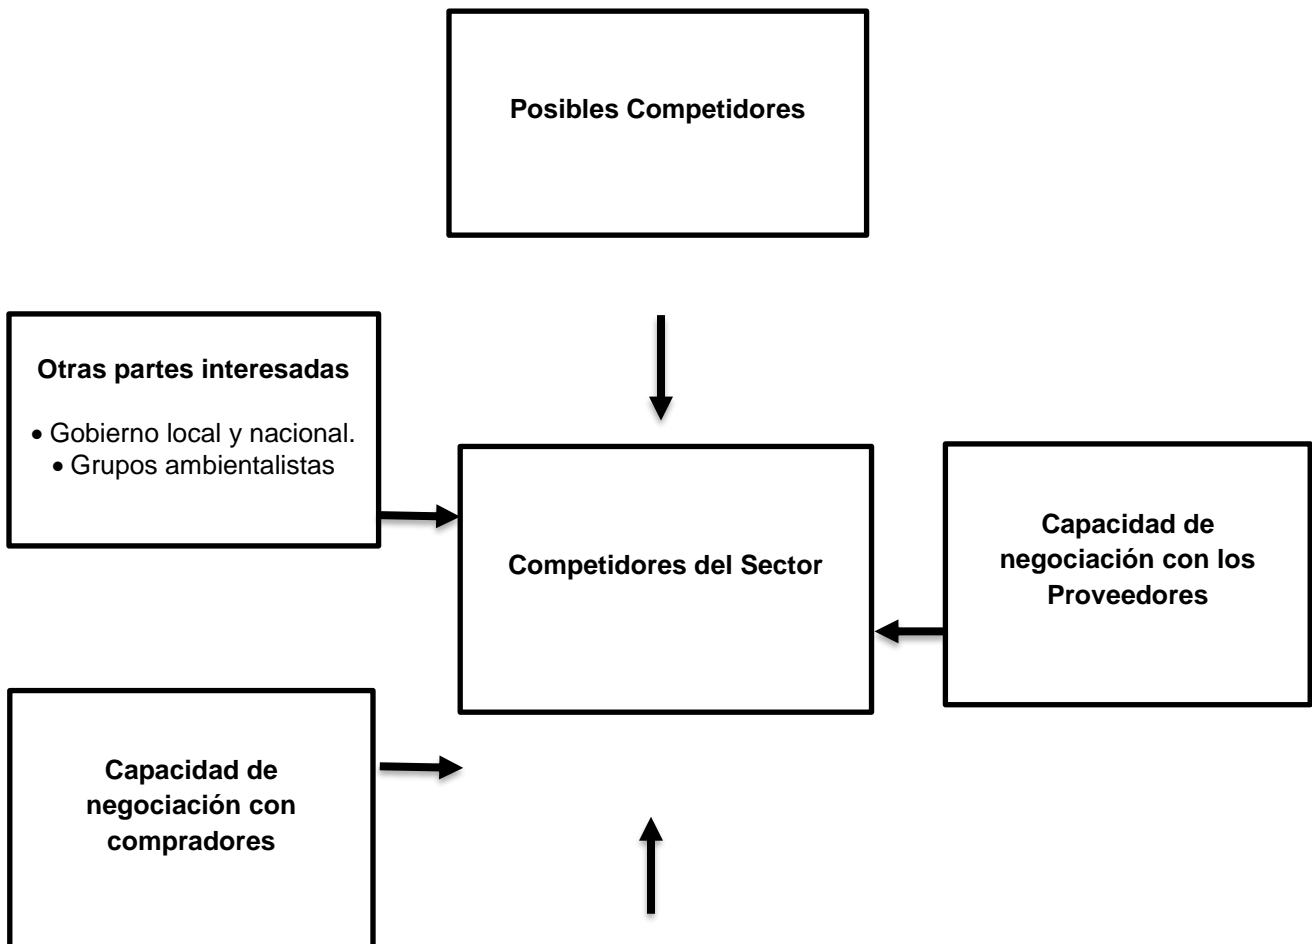 Posibles Competidores
Otras partes interesadas
• Gobierno local y nacional.
• Grupos ambientalistas
Competidores del Sector
Capacidad de
negociación con los
Proveedores
Capacidad de
negociación con
compradores